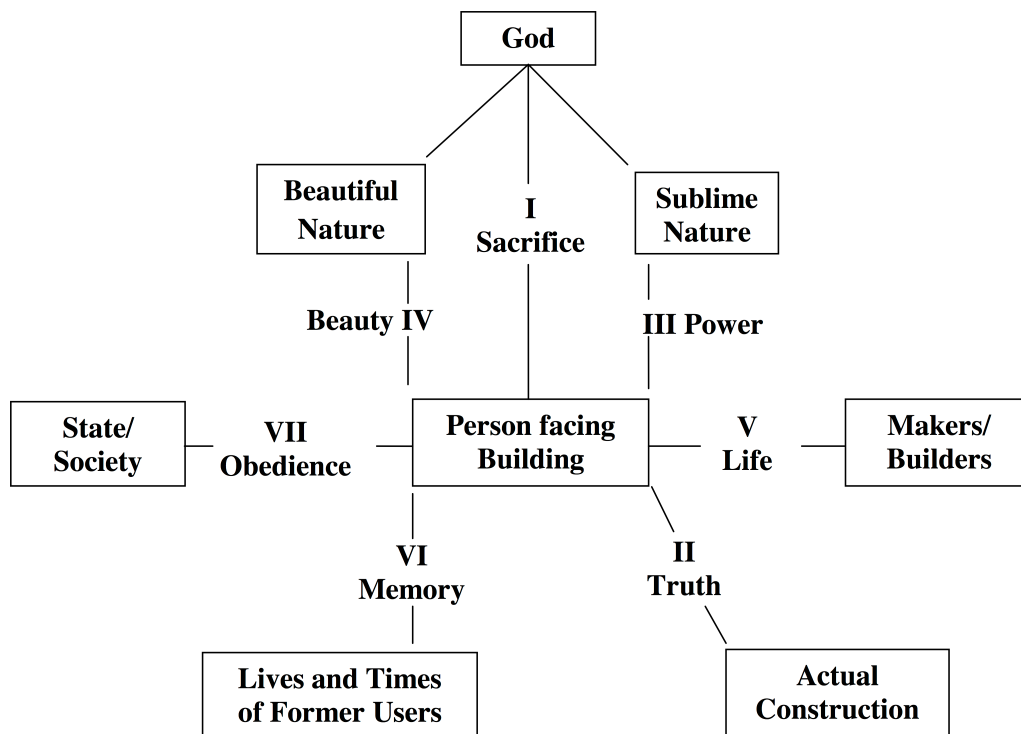 God
Beautiful
Nature
I
Sacrifice
Sublime
Nature
Beauty IV
III Power
State/
Society
VII
Obedience
Person facing
Building
V
Life
Makers/
Builders
VI
Memory
II
Truth
Lives and Times
of Former Users
Actual
Construction